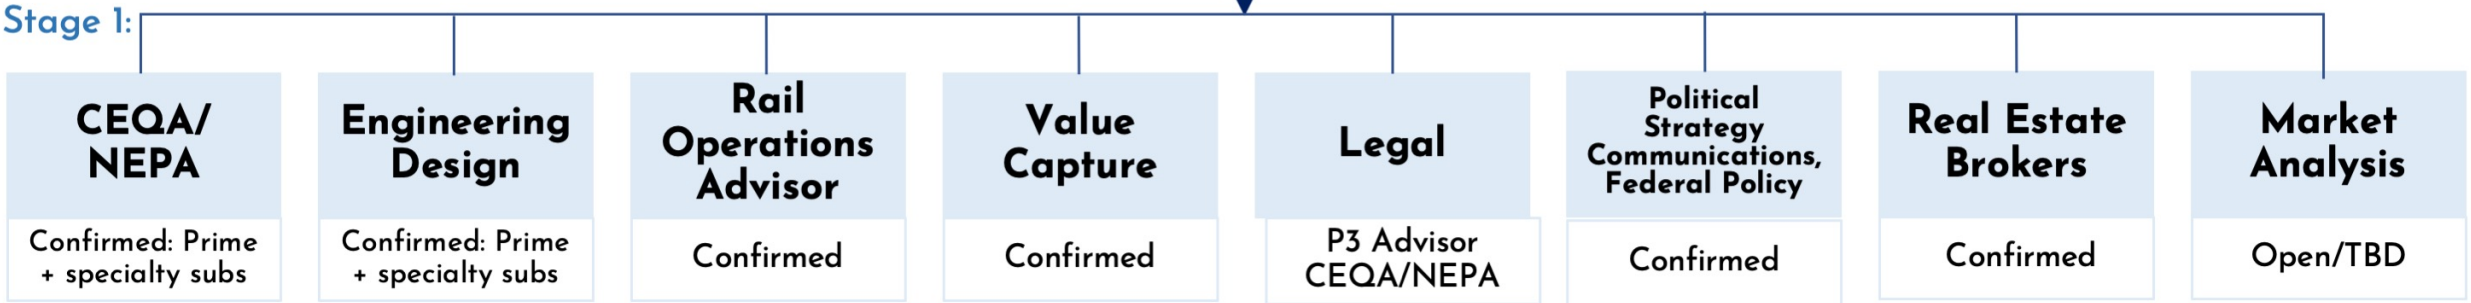 Stage 1:
CEQA/
NEPA
Confirmed: Prime
+ specialty subs
Engineering
Design
Confirmed: Prime
+ specialty subs
Rail
Operations
Advisor
Confirmed
Value
Capture
Confirmed
Legal
P3 Advisor
CEQA/NEPA
Political
Strategy
Communications,
Federal Policy
Confirmed
Real Estate
Brokers
Confirmed
Market
Analysis
Open/TBD